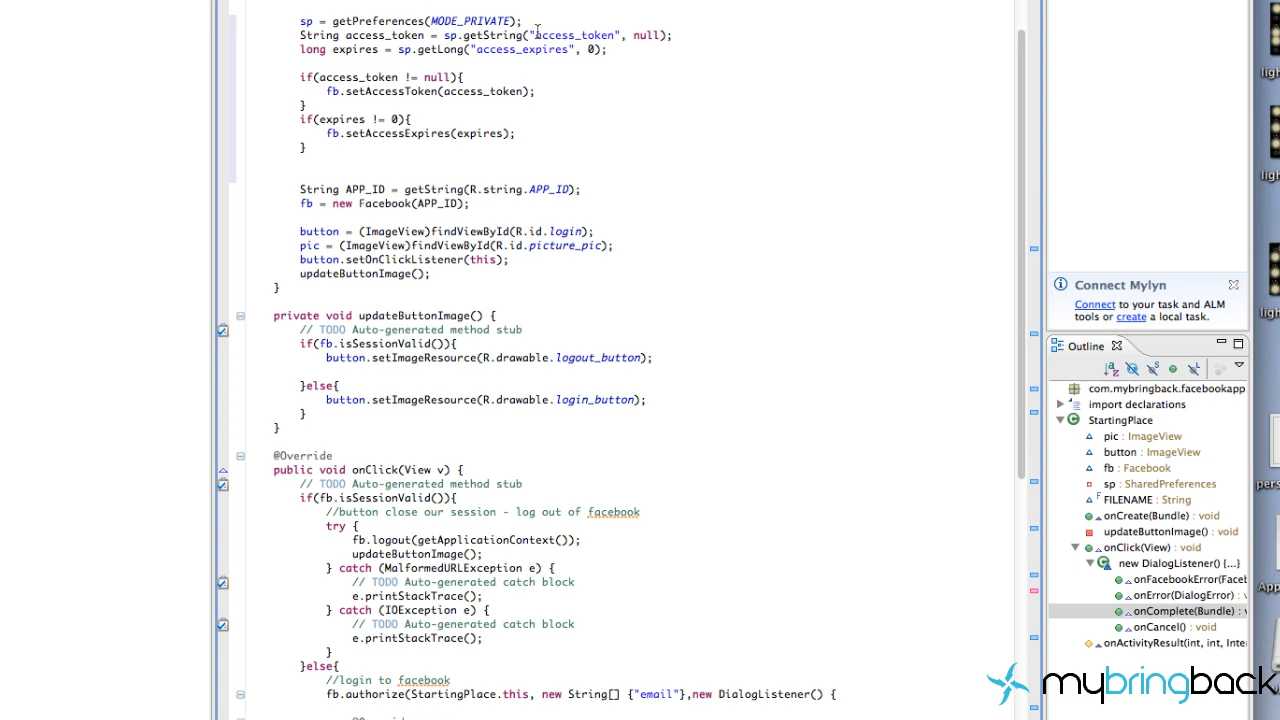 sp = getPreferences(MODE_PRIVATE);
String access_token = sp.getString("access_token", null);
long expires = sp.getLong("access_expires", 0);
if(access_token != null){
fb.setAccessToken(access_token);
}
if(expires != 0){
fb.setAccessExpires(expires);
}
String APP_ID = getString(R.string.APP_ID);
fb = new Facebook(APP_ID);
button = (ImageView)findViewById(R.id.login);
pic = (ImageView)findViewById(R.id.picture_pic);
button.setOnClickListener(this);
updateButtonImage();
}
private void updateButtonImage() {
// TODO Auto-generated method stub
if(fb.isSessionValid()){
button.setImageResource(R.drawable.logout_button);
}else{
button.setImageResource(R.drawable.login_button);
}
}
@Override
public void onClick(View v) {
// TODO Auto-generated method stub
if(fb.isSessionValid()){
//button close our session - log out of facebook
try {
fb.logout(getApplicationContext());
updateButtonImage();
} catch (MalformedURLException e) {
// TODO Auto-generated catch block
e.printStackTrace();
} catch (IOException e) {
// TODO Auto-generated catch block
e.printStackTrace();
}
}else{
//login to facebook
fb.authorize(StartingPlace.this, new String[] {"email"},new DialogListener() {
Connect Mylyn
Connect to your task and ALM
tools or create a local task.
Outline
com.mybringback.facebookapp
import declarations
StartingPlace
pic : ImageView
button : ImageView
fb : Facebook
sp : SharedPreferences
FILENAME : String
onCreate(Bundle) : void
updateButtonImage() : void
onClick(View) : void
new DialogListener() {...}
onFacebookError(Faceb
onError(DialogError) : v
onComplete(Bundle) :
onCancel() : void
onActivityResult(int, int, Inte
mybringback